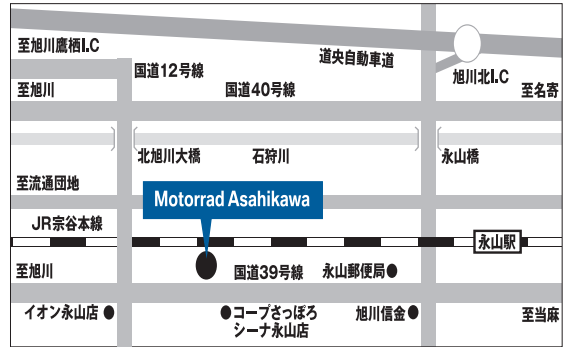 至旭川鷹栖I.C
道央自動車道
旭川北I.C
国道12号線
至旭川
国道40号線
至名寄
北旭川大橋
石狩川
永山橋
至流通団地
Motorrad Asahikawa
JR宗谷本線
永山駅
至旭川
国道39号線
永山郵便局
イオン永山店
コープさっぽろ
シーナ永山店
旭川信金
至当麻